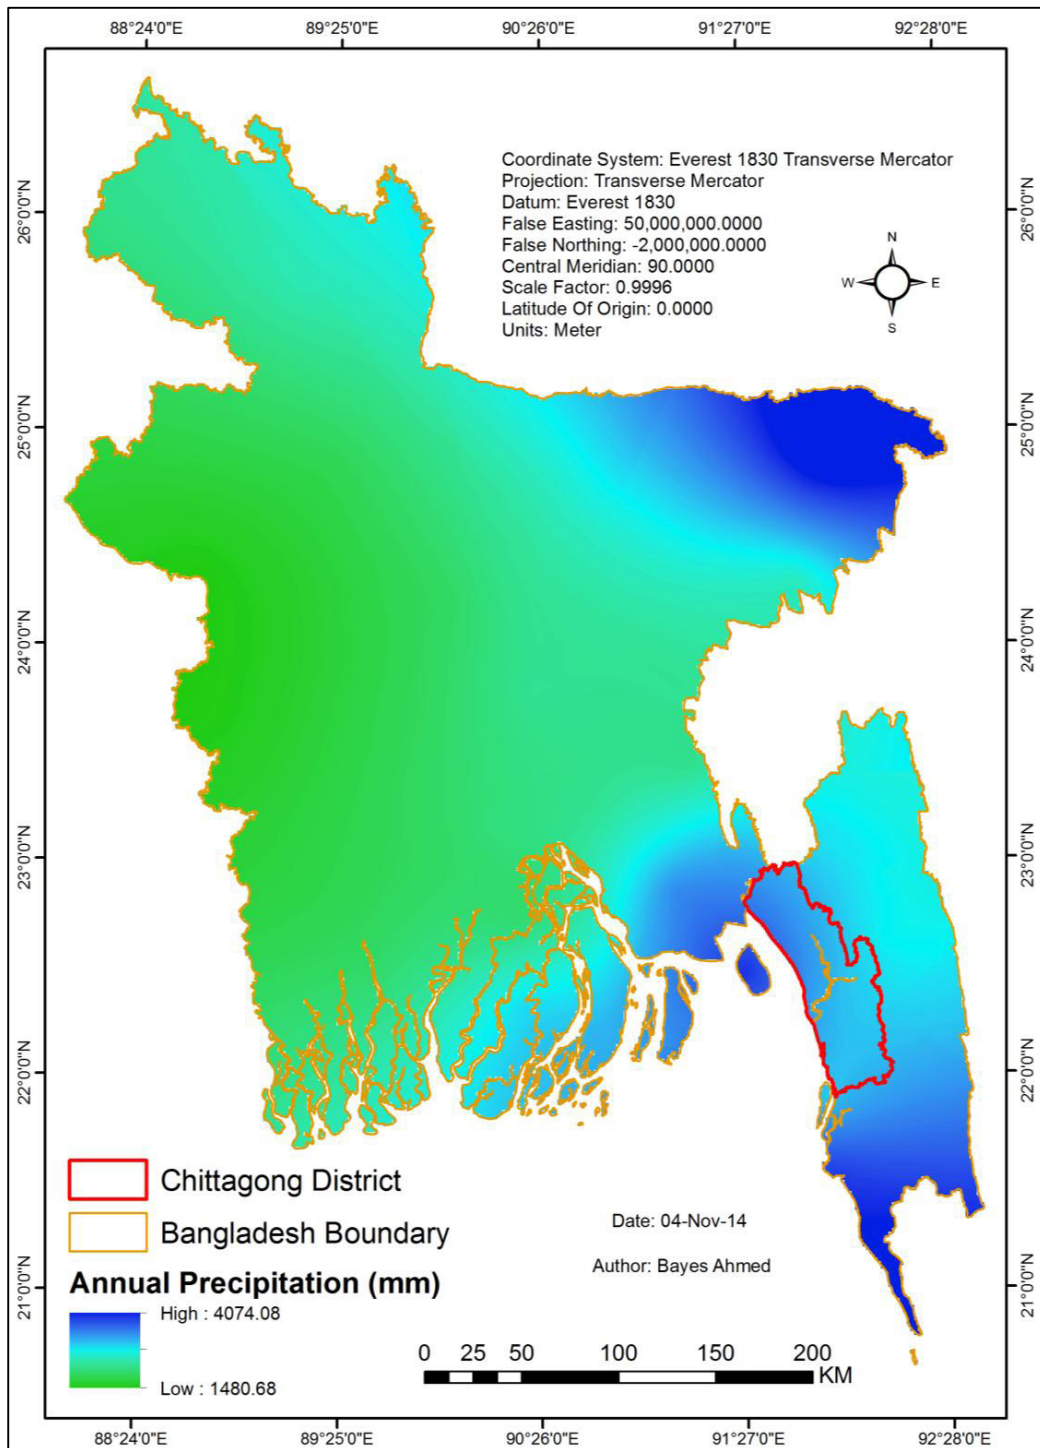 88°24'0"E 89°25'0"E 90°26'0"E 91°27'0"E 92°28'0"E
26°0'0"N
25°0'0"N
24°0'0"N
23°0'0"N
22°0'0"N
21°0'0"N
Coordinate System: Everest 1830 Transverse Mercator
Projection: Transverse Mercator
Datum: Everest 1830
False Easting: 50,000,000.0000
False Northing: -2,000,000.0000
Central Meridian: 90.0000
Scale Factor: 0.9996
Latitude Of Origin: 0.0000
Units: Meter
N
W E
S
26°0'0"N
25°0'0"N
24°0'0"N
23°0'0"N
22°0'0"N
21°0'0"N
Chittagong District
Bangladesh Boundary
Annual Precipitation (mm)
High : 4074.08
Low : 1480.68
Date: 04-Nov-14
Author: Bayes Ahmed
0 25 50 100 150 200
KM
88°24'0"E 89°25'0"E 90°26'0"E 91°27'0"E 92°28'0"E